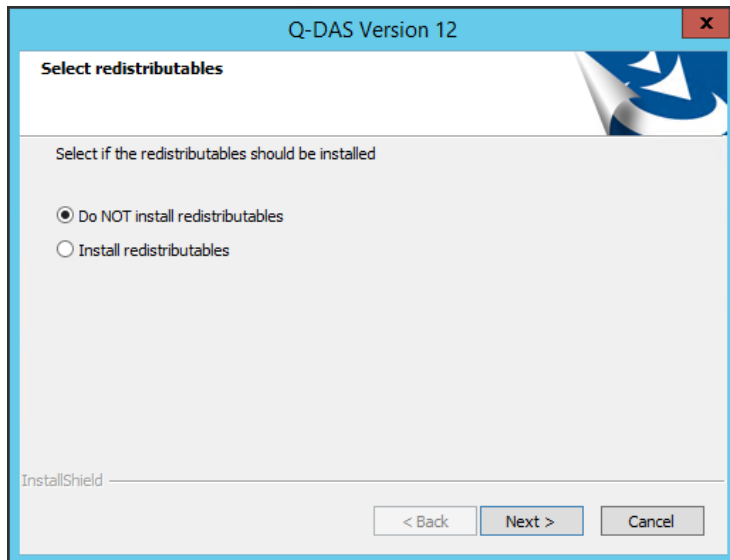 Q-DAS Version 12
x
Select redistributables
Select if the redistributables should be installed
Do NOT install redistributables
Install redistributables
InstallShield
< Back
Next >
Cancel